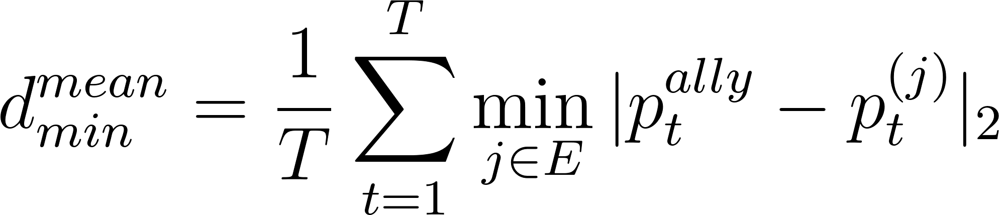 d_{min}^{mean} = \frac{1}{T} \sum_{t=1}^{T} \min_{j \in E} |p_t^{ally} - p_t^{(j)}|_2